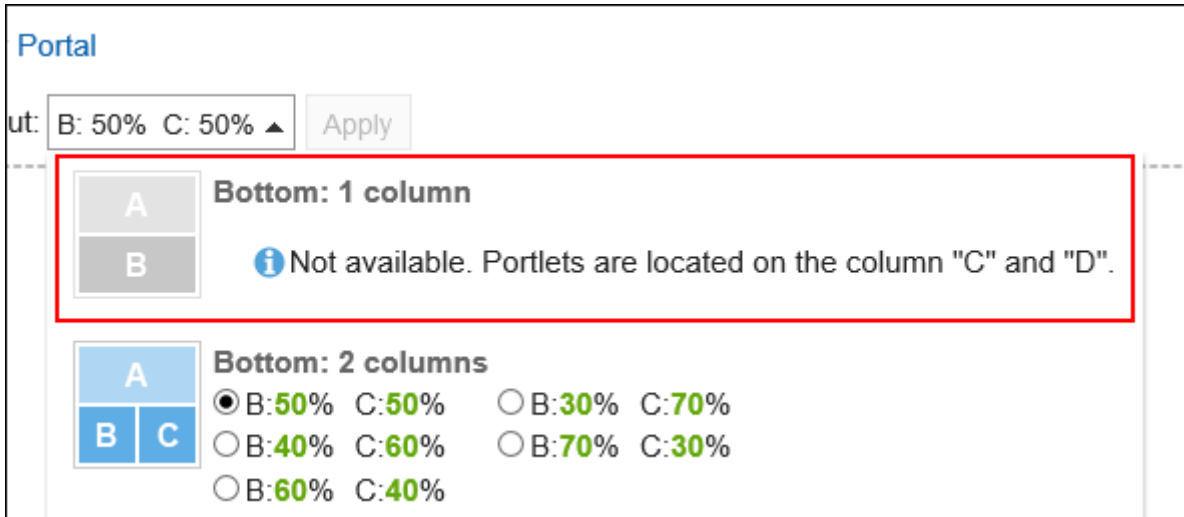 Portal
ut: B: 50% C: 50% Apply
A
B
Bottom: 1 column
Not available. Portlets are located on the column "C" and "D".
A
B C
Bottom: 2 columns
B:50% C:50% B:30% C:70%
B:40% C:60% B:70% C:30%
B:60% C:40%